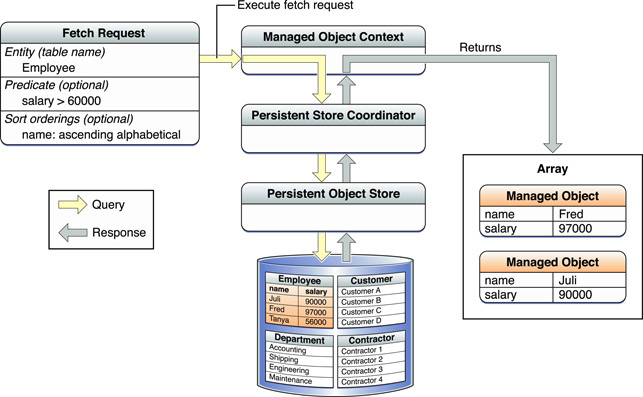 Execute fetch request
Fetch Request
Entity (table name)
Employee
Predicate (optional)
salary > 60000
Sort orderings (optional)
name: ascending alphabetical
Managed Object Context
Returns
Persistent Store Coordinator
Persistent Object Store
Query
Response
Array
Managed Object
name Fred
salary 97000
Managed Object
name Juli
salary 90000
Employee
name salary
Juli 90000
Fred 97000
Tanya 56000
Customer
Customer A
Customer B
Customer C
Customer D
Department
Accounting
Shipping
Engineering
Maintenance
Contractor
Contractor 1
Contractor 2
Contractor 3
Contractor 4